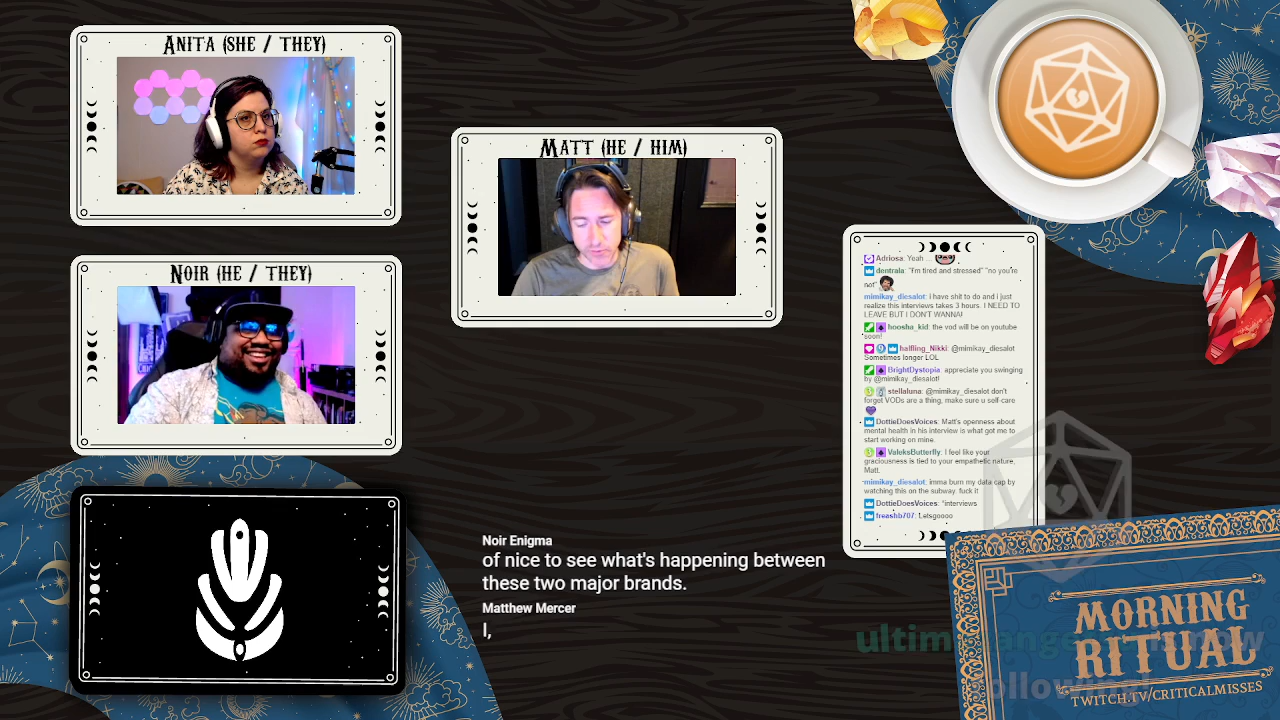 ANITA (SHE / THEY)
MATT (HE / HIM)
NOIR (HE / THEY)
Adriosa: Yeah ...
dentrala: "I'm tired and stressed" "no you're
not"
mimikay_diesalot: i have shit to do and i just
realize this interviews takes 3 hours. I NEED TO
LEAVE BUT I DON'T WANNA!
hoosha_kid: the vod will be on youtube
soon!
halfling_Nikki: @mimikay_diesalot
Sometimes longer LOL
BrightDystopia: appreciate you swinging
by @mimikay_diesalot!
stellaluna: @mimikay_diesalot don't
forget VODs are a thing, make sure u self-care
DottieDoesVoices: Matt's openness about
mental health in his interview is what got me to
start working on mine.
ValeksButterfly: I feel like your
graciousness is tied to your empathetic nature,
Matt.
mimikay_diesalot: imma burn my data cap by
watching this on the subway. fuck it
DottieDoesVoices: *interviews
freashb707: Letsgoooo
Noir Enigma
of nice to see what's happening between
these two major brands.
Matthew Mercer
I,
MORNING
RITUAL
TWITCH.TV/CRITICALMISSES